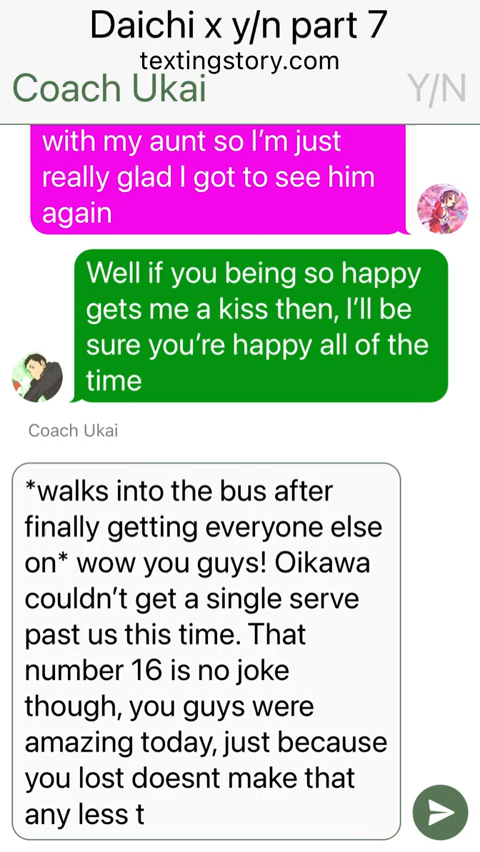 Daichi x y/n part 7
textingstory.com
Coach Ukai
Y/N
with my aunt so I’m just
really glad I got to see him
again
Well if you being so happy
gets me a kiss then, I’ll be
sure you’re happy all of the
time
Coach Ukai
*walks into the bus after
finally getting everyone else
on* wow you guys! Oikawa
couldn’t get a single serve
past us this time. That
number 16 is no joke
though, you guys were
amazing today, just because
you lost doesnt make that
any less t